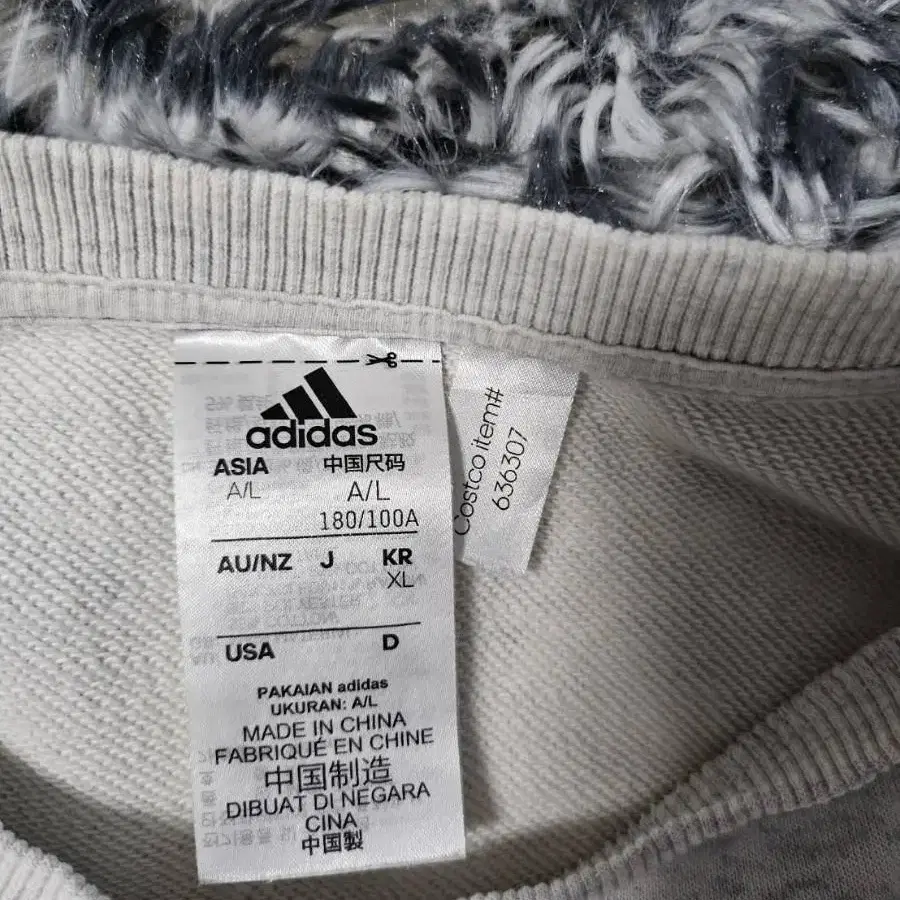 adidas
ASIA 中国尺码
A/L A/L
180/100A
AU/NZ J KR
XL
USA D
PAKAIAN adidas
UKURAN: A/L
MADE IN CHINA
FABRIQUÉ EN CHINE
中国制造
DIBUAT DI NEGARA
CINA
中国製
Costco item#
636307